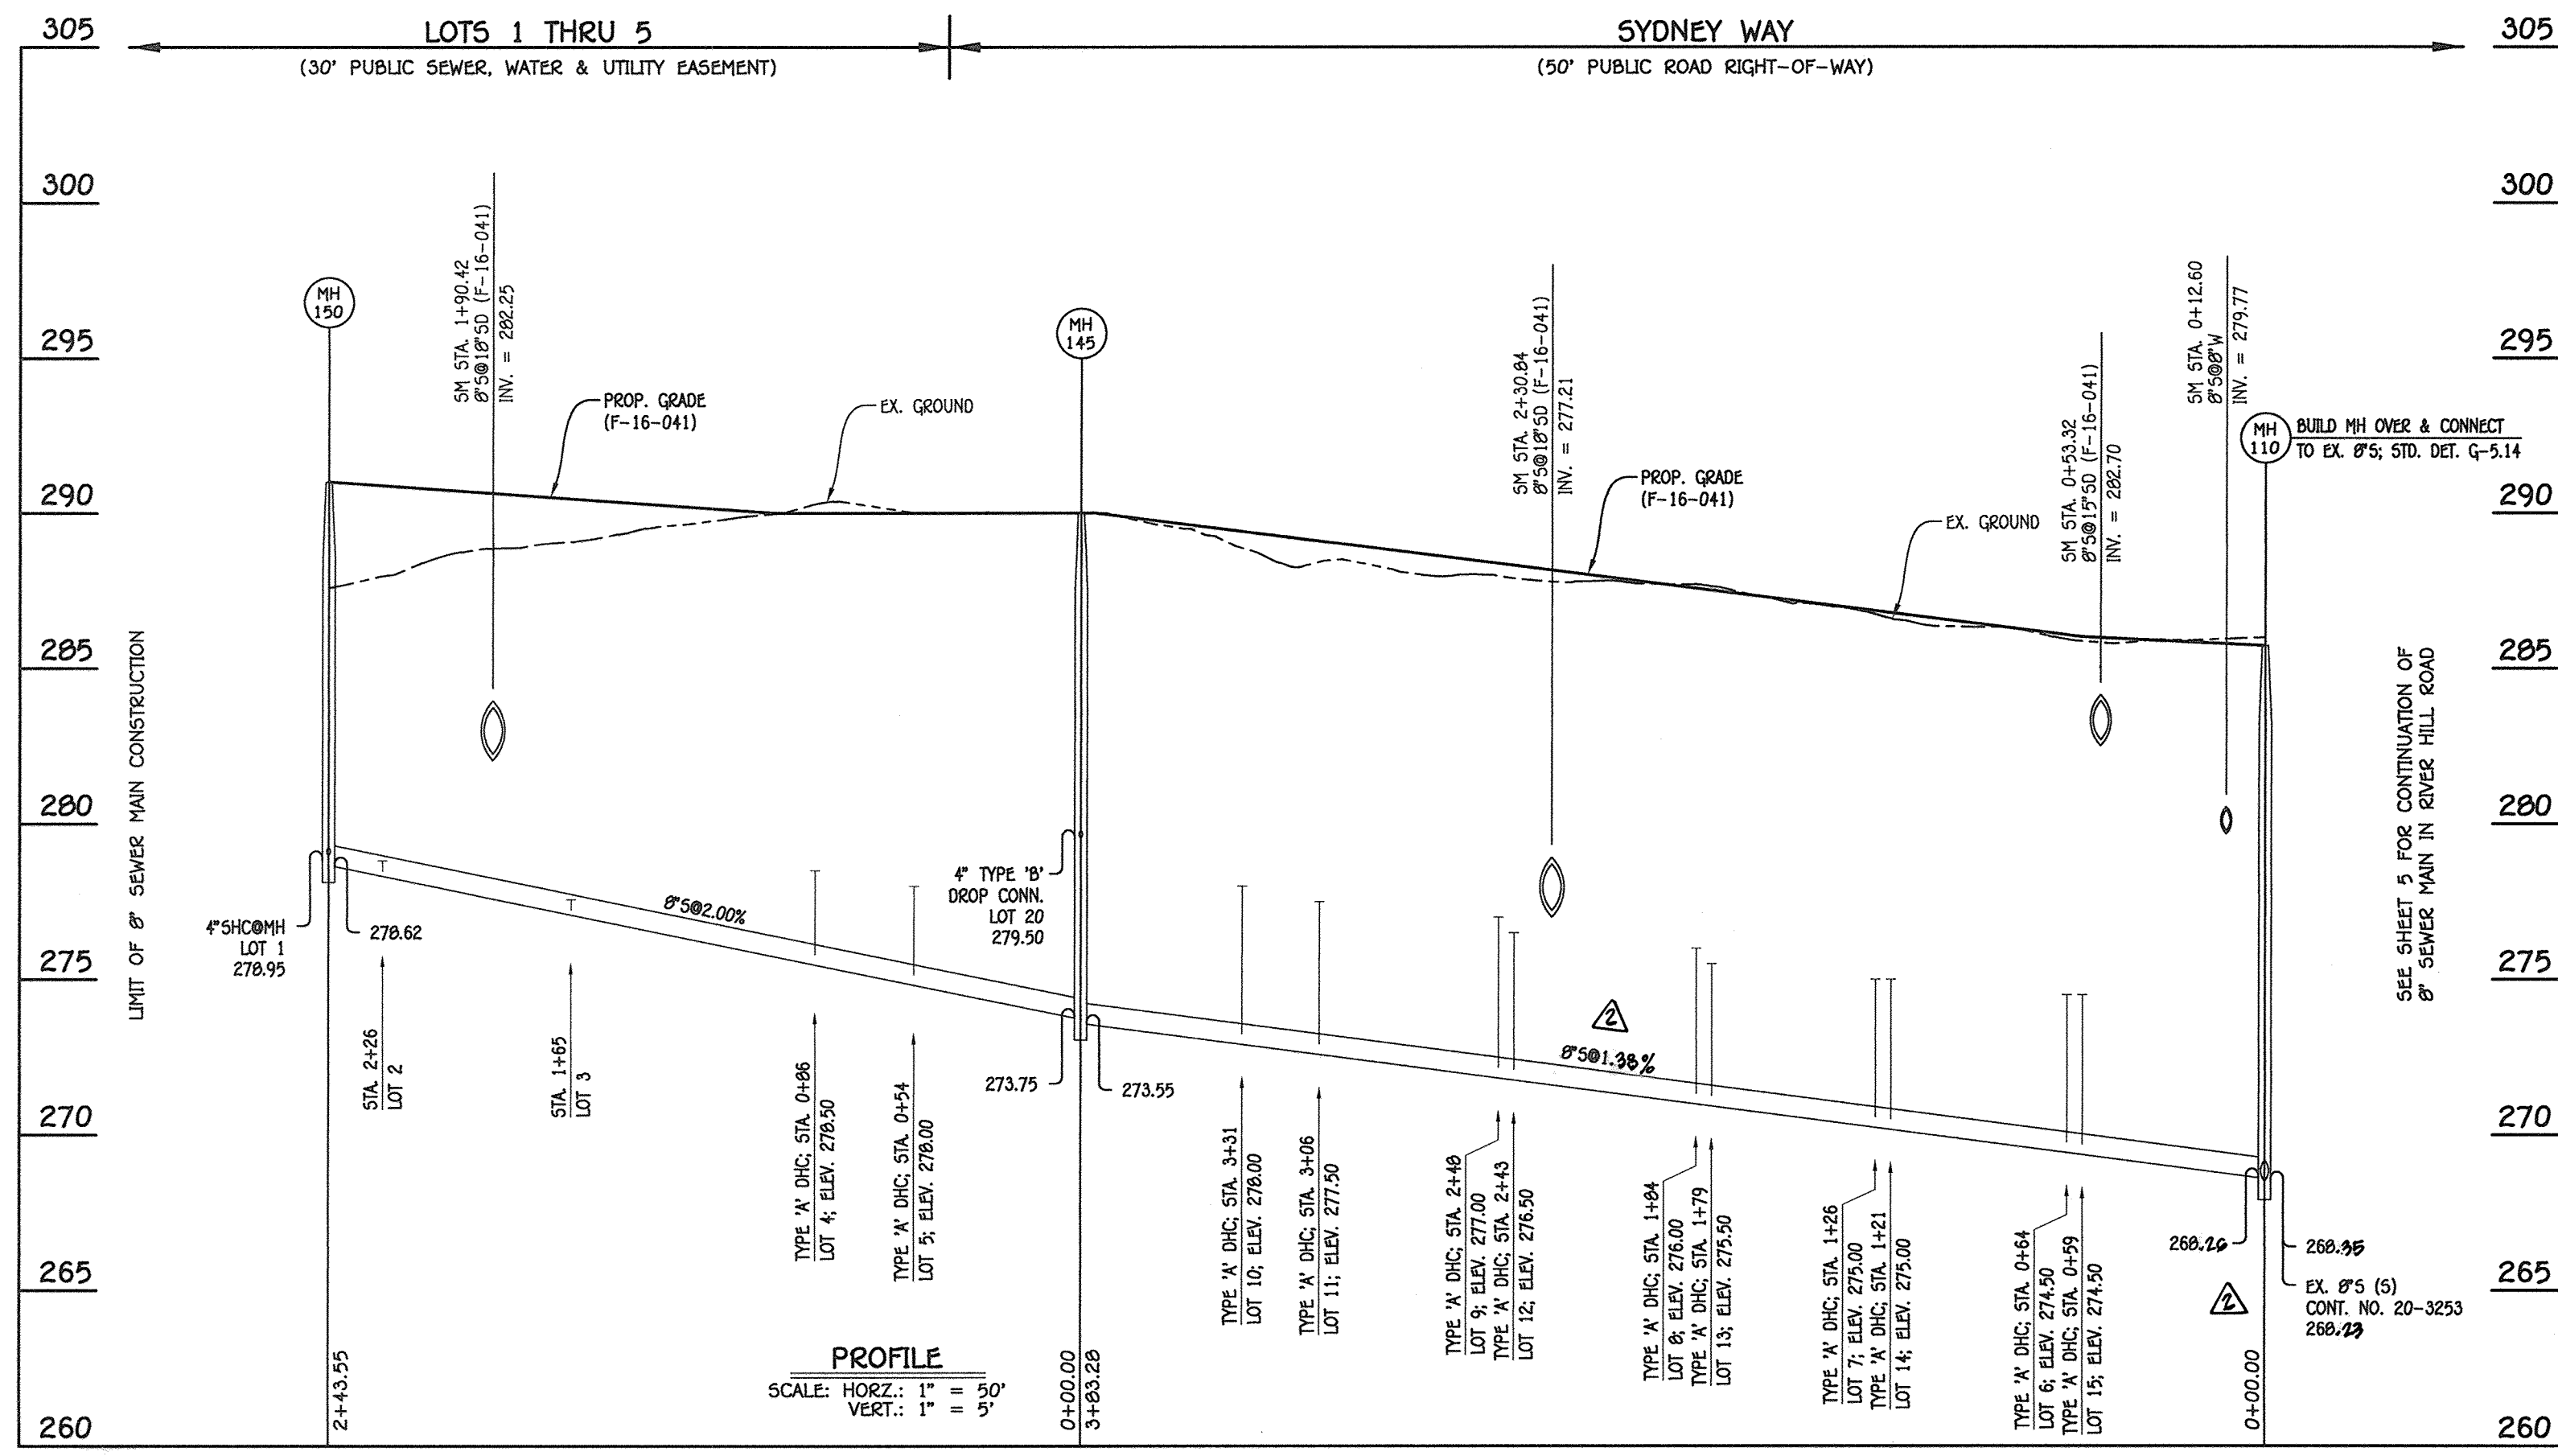 LOTS 1 THRU 5
(30' PUBLIC SEWER, WATER & UTILITY EASEMENT)
SYDNEY WAY
(50' PUBLIC ROAD RIGHT-OF-WAY)
305
300
295
290
285
280
275
270
265
260
305
300
295
290
285
280
275
270
265
260
LIMIT OF 8" SEWER MAIN CONSTRUCTION
MH
150
SM STA. 1+90.42
8"S@18"SD (F-16-041)
INV. = 282.25
PROP. GRADE
(F-16-041)
EX. GROUND
MH
145
SM STA. 2+30.84
8"S@18"SD (F-16-041)
INV. = 277.21
PROP. GRADE
(F-16-041)
EX. GROUND
SM STA. 0+53.32
8"S@15"SD (F-16-041)
INV. = 282.70
SM STA. 0+12.60
8"S@8"W
INV. = 279.77
MH
110
BUILD MH OVER & CONNECT
TO EX. 8"S; STD. DET. G-5.14
SEE SHEET 5 FOR CONTINUATION OF
8" SEWER MAIN IN RIVER HILL ROAD
4"SHC@MH
LOT 1
278.95
278.62
8"S@2.00%
4" TYPE 'B'
DROP CONN.
LOT 20
279.50
273.75
273.55
2
8"S@1.38%
STA. 2+26
LOT 2
STA. 1+65
LOT 3
TYPE 'A' DHC; STA. 0+86
LOT 4; ELEV. 278.50
TYPE 'A' DHC; STA. 0+54
LOT 5; ELEV. 278.00
TYPE 'A' DHC; STA. 3+31
LOT 10; ELEV. 278.00
TYPE 'A' DHC; STA. 3+06
LOT 11; ELEV. 277.50
TYPE 'A' DHC; STA. 2+48
LOT 9; ELEV. 277.00
TYPE 'A' DHC; STA. 2+43
LOT 12; ELEV. 276.50
TYPE 'A' DHC; STA. 1+84
LOT 8; ELEV. 276.00
TYPE 'A' DHC; STA. 1+79
LOT 13; ELEV. 275.50
TYPE 'A' DHC; STA. 1+26
LOT 7; ELEV. 275.00
TYPE 'A' DHC; STA. 1+21
LOT 14; ELEV. 275.00
TYPE 'A' DHC; STA. 0+64
LOT 6; ELEV. 274.50
TYPE 'A' DHC; STA. 0+59
LOT 15; ELEV. 274.50
268.26
268.35
2
EX. 8"S (S)
CONT. NO. 20-3253
268.23
2+43.55
0+00.00
3+83.28
0+00.00
PROFILE
SCALE: HORZ.: 1" = 50'
VERT.: 1" = 5'